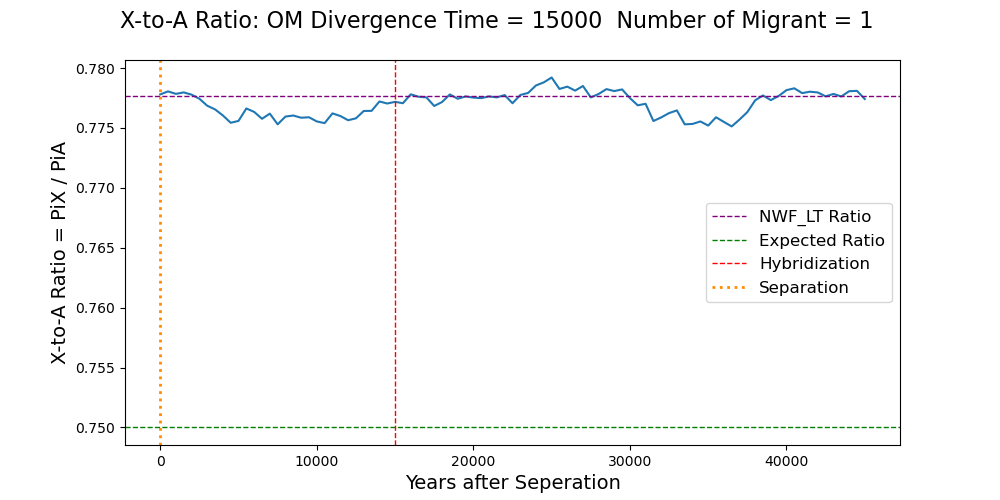 X-to-A Ratio: OM Divergence Time = 15000  Number of Migrant = 1
X-to-A Ratio = PiX / PiA
0.780
0.775
0.770
0.765
0.760
0.755
0.750
NWF_LT Ratio
Expected Ratio
Hybridization
Separation
0
10000
20000
30000
40000
Years after Seperation